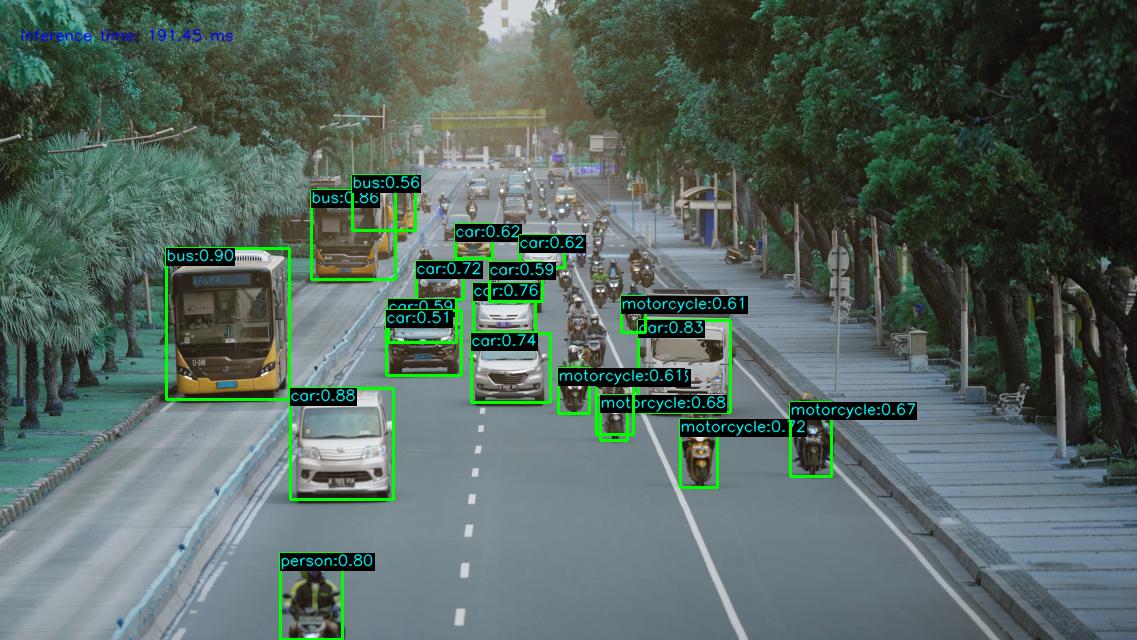 Inference time: 191.45 ms
bus:0.56
bus:0.86
car:0.62
car:0.62
bus:0.90
car:0.72
car:0.59
car:0.76
car:0.59
car:0.51
motorcycle:0.61
car:0.83
car:0.74
motorcycle:0.61
car:0.88
motorcycle:0.68
motorcycle:0.67
motorcycle:0.72
person:0.80